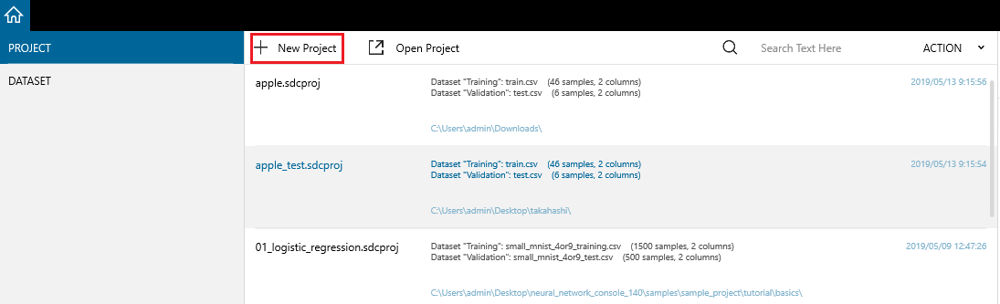 PROJECT
DATASET
New Project Open Project Search Text Here ACTION
apple.sdcproj Dataset "Training": train.csv (46 samples, 2 columns) 2019/05/13 9:15:56
Dataset "Validation": test.csv (6 samples, 2 columns)
C:\Users\admin\Downloads\
apple_test.sdcproj Dataset "Training": train.csv (46 samples, 2 columns) 2019/05/13 9:15:54
Dataset "Validation": test.csv (6 samples, 2 columns)
C:\Users\admin\Desktop\takahashi\
01_logistic_regression.sdcproj Dataset "Training": small_mnist_4or9_training.csv (1500 samples, 2 columns) 2019/05/09 12:47:26
Dataset "Validation": small_mnist_4or9_test.csv (500 samples, 2 columns)
C:\Users\admin\Desktop\neural_network_console_140\samples\sample_project\tutorial\basics\